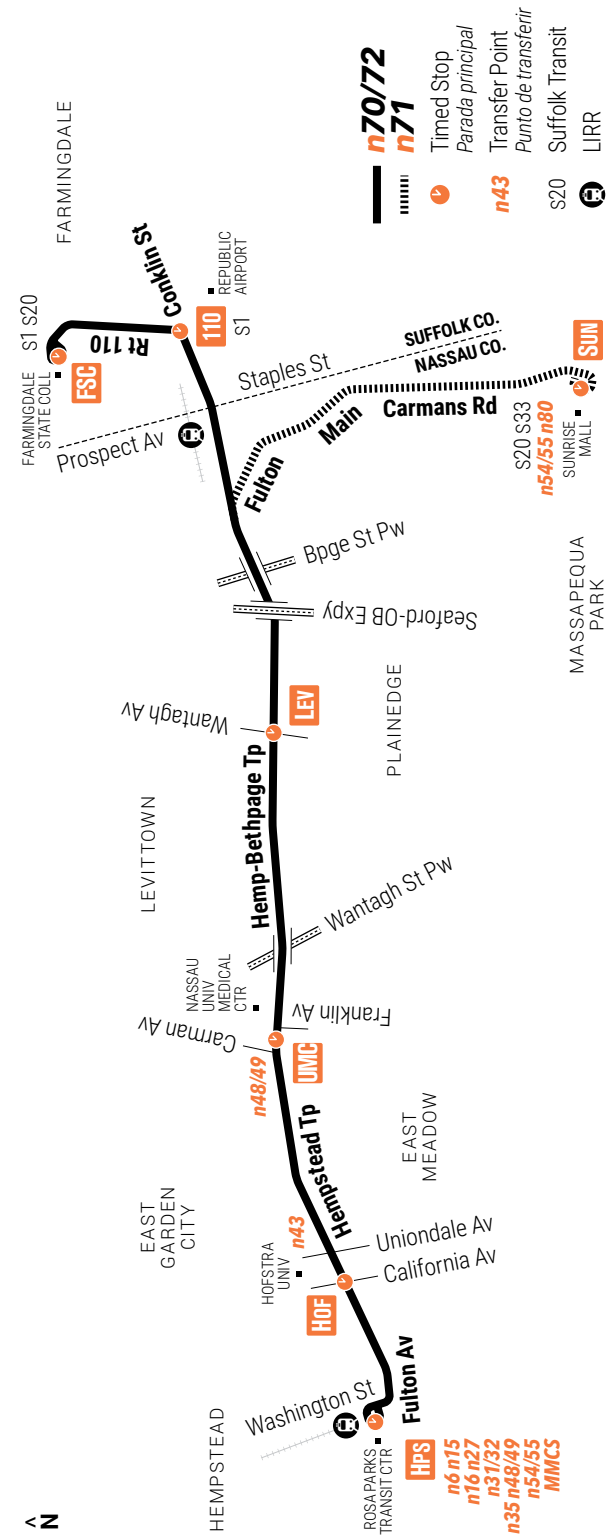 ^
N
HEMPSTEAD
Washington St
ROSA PARKS
TRANSIT CTR
HPS
n6 n15
n16 n27
n31/32
n35 n48/49
n54/55
MMCS
Fulton Av
EAST
GARDEN
CITY
HOFSTRA
UNIV
n43
HOF
California Av
Uniondale Av
Hempstead Tp
EAST
MEADOW
n48/49
Carman Av
UMC
Franklin Av
NASSAU
UNIV
MEDICAL
CTR
Wantagh St Pw
LEVITTOWN
Hemp-Bethpage Tp
Wantagh Av
LEV
PLAINEDGE
Seaford-OB Expy
Bpge St Pw
MASSAPEQUA
PARK
Fulton
Main
Carmans Rd
S20 S33
n54/55 n80
SUNRISE
MALL
SUN
Prospect Av
Staples St
SUFFOLK CO.
NASSAU CO.
FARMINGDALE
STATE COLL
FSC
S1 S20
Rt 110
Conklin St
110
S1
REPUBLIC
AIRPORT
FARMINGDALE
n70/72
n71
Timed Stop
Parada principal
n43
Transfer Point
Punto de transferir
S20
Suffolk Transit
LIRR